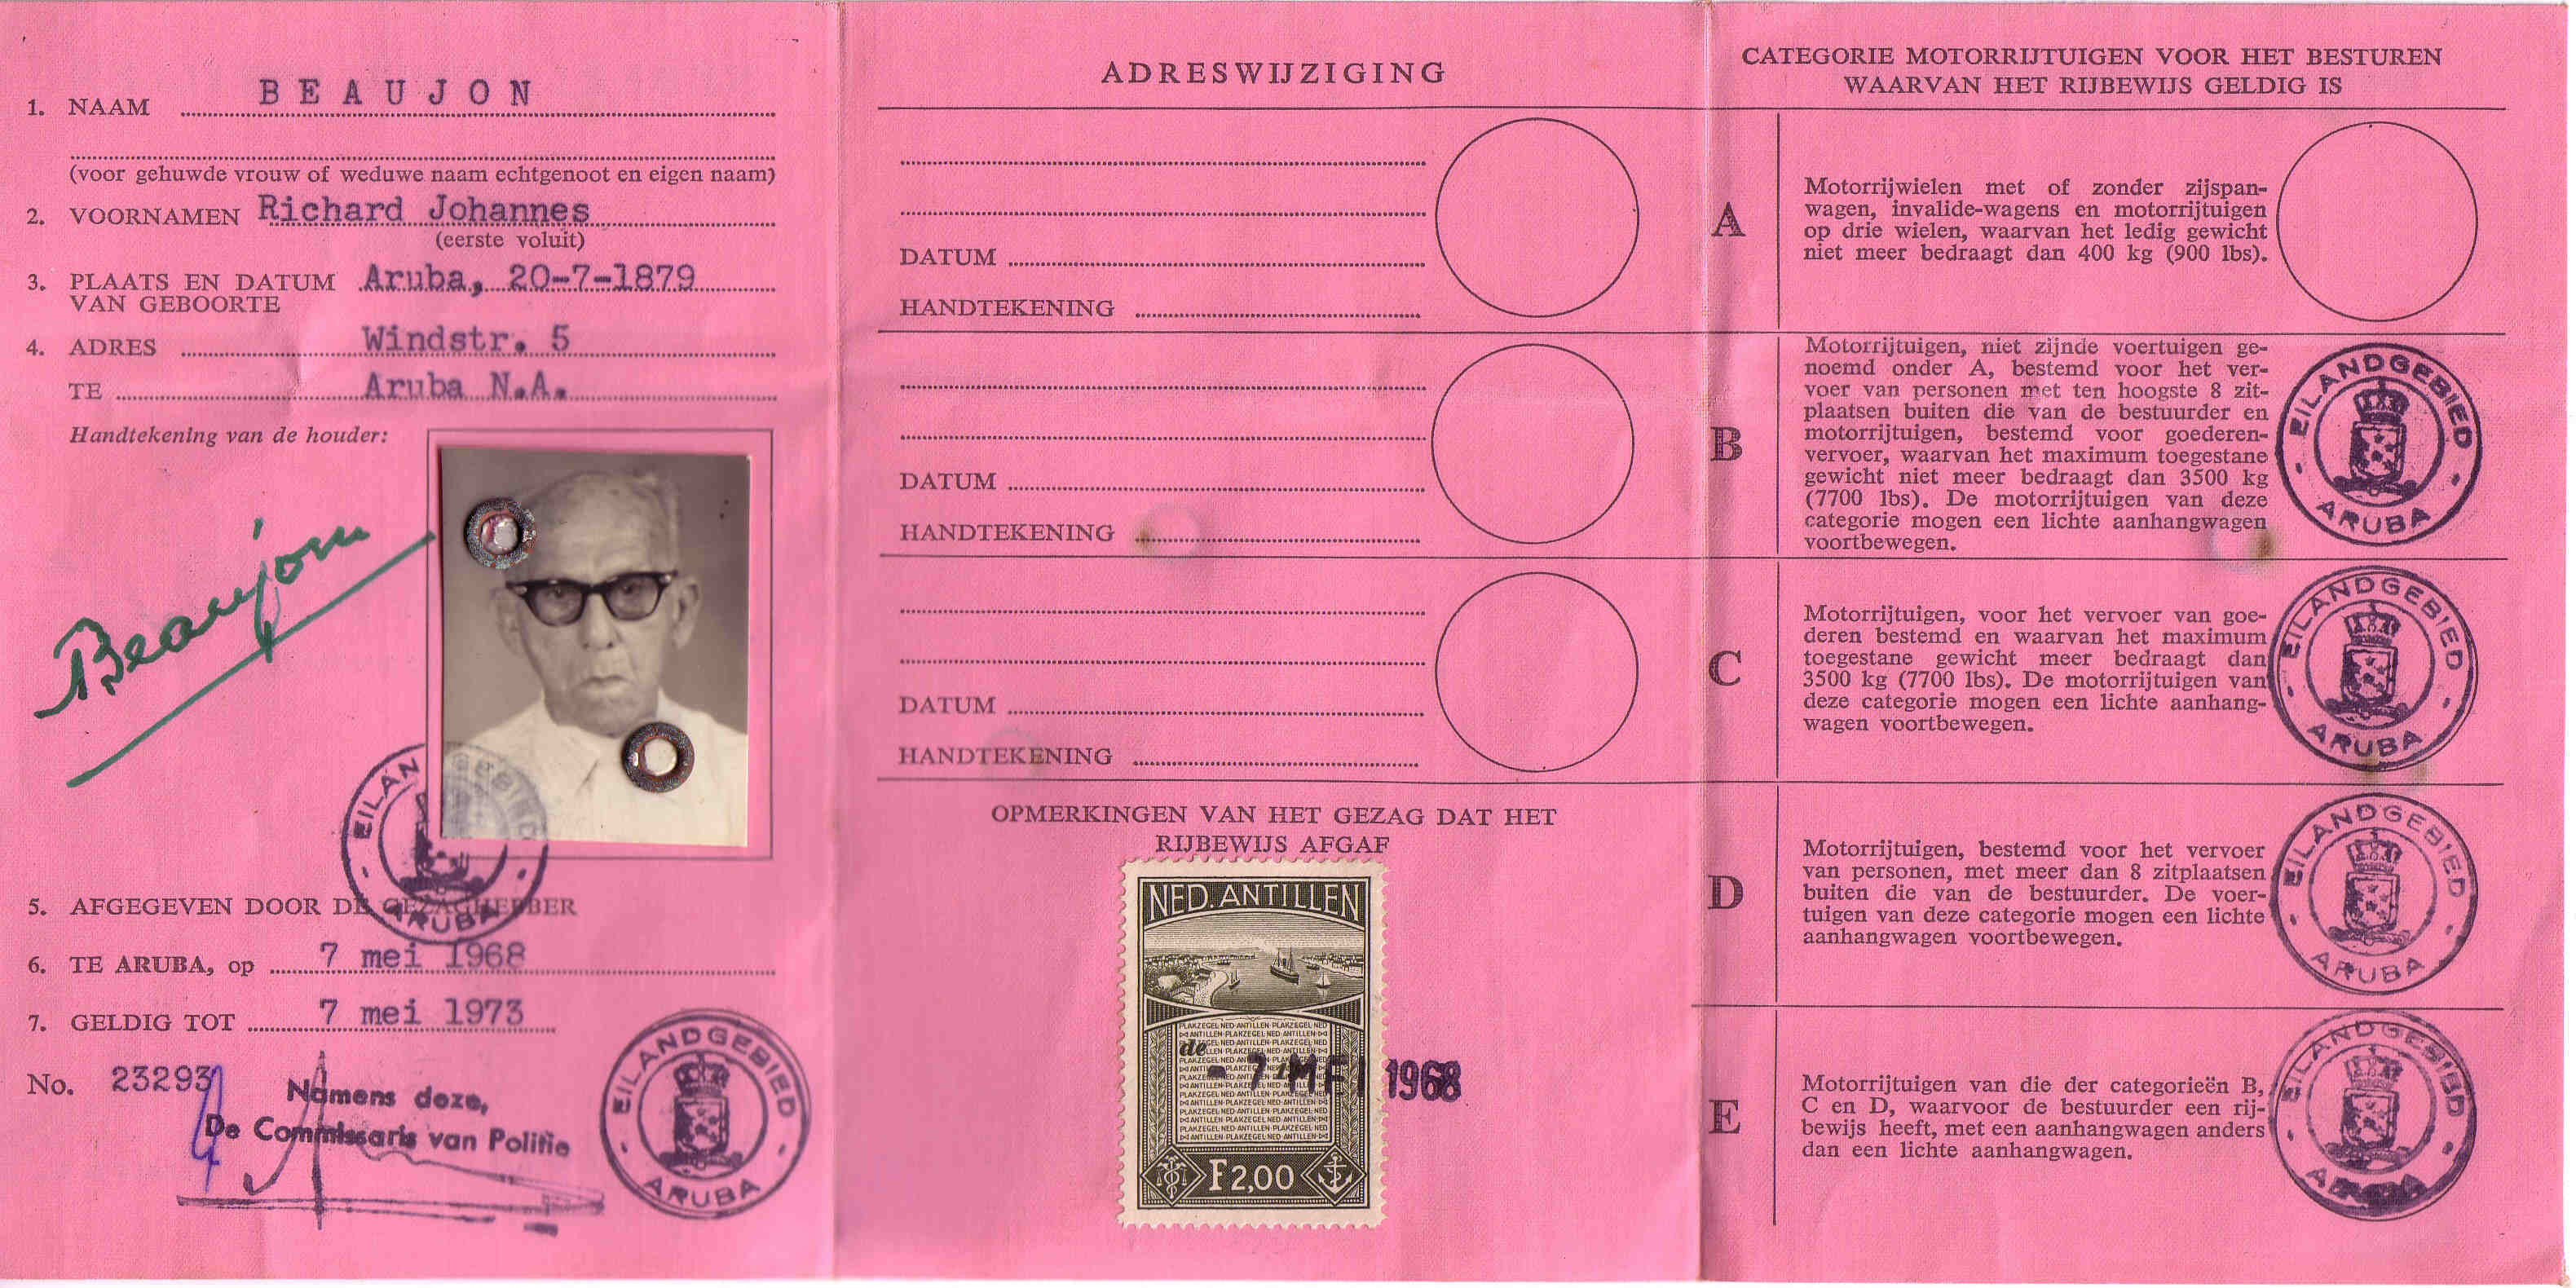 1. NAAM BEAUJON
(voor gehuwde vrouw of weduwe naam echtgenoot en eigen naam)
2. VOORNAMEN Richard Johannes
(eerste voluit)
3. PLAATS EN DATUM Aruba, 20-7-1879
VAN GEBOORTE
4. ADRES Windstr. 5
TE Aruba N.A.
Handtekening van de houder:
Beaujon
EILANDGEBIED
- ARUBA -
5. AFGEGEVEN DOOR DE GEZAGHEBBER
6. TE ARUBA, op 7 mei 1968
7. GELDIG TOT 7 mei 1973
No. 23293
Namens deze,
De Commissaris van Politie
EILANDGEBIED
- ARUBA -
ADRESWIJZIGING
DATUM
HANDTEKENING
DATUM
HANDTEKENING
DATUM
HANDTEKENING
OPMERKINGEN VAN HET GEZAG DAT HET
RIJBEWIJS AFGAF
NED. ANTILLEN
PLAKZEGEL NED ANTILLEN PLAKZEGEL NED
de
- 7 MEI 1968
F 2,00
CATEGORIE MOTORRIJTUIGEN VOOR HET BESTUREN
WAARVAN HET RIJBEWIJS GELDIG IS
A
Motorrijwielen met of zonder zijspan-
wagen, invalide-wagens en motorrijtuigen
op drie wielen, waarvan het ledig gewicht
niet meer bedraagt dan 400 kg (900 lbs).
B
Motorrijtuigen, niet zijnde voertuigen ge-
noemd onder A, bestemd voor het ver-
voer van personen met ten hoogste 8 zit-
plaatsen buiten die van de bestuurder en
motorrijtuigen, bestemd voor goederen-
vervoer, waarvan het maximum toegestane
gewicht niet meer bedraagt dan 3500 kg
(7700 lbs). De motorrijtuigen van deze
categorie mogen een lichte aanhangwagen
voortbewegen.
EILANDGEBIED
- ARUBA -
C
Motorrijtuigen, voor het vervoer van goe-
deren bestemd en waarvan het maximum
toegestane gewicht meer bedraagt dan
3500 kg (7700 lbs). De motorrijtuigen van
deze categorie mogen een lichte aanhang-
wagen voortbewegen.
EILANDGEBIED
- ARUBA -
D
Motorrijtuigen, bestemd voor het vervoer
van personen, met meer dan 8 zitplaatsen
buiten die van de bestuurder. De voer-
tuigen van deze categorie mogen een lichte
aanhangwagen voortbewegen.
EILANDGEBIED
- ARUBA -
E
Motorrijtuigen van die der categorieën B,
C en D, waarvoor de bestuurder een rij-
bewijs heeft, met een aanhangwagen anders
dan een lichte aanhangwagen.
EILANDGEBIED
- ARUBA -